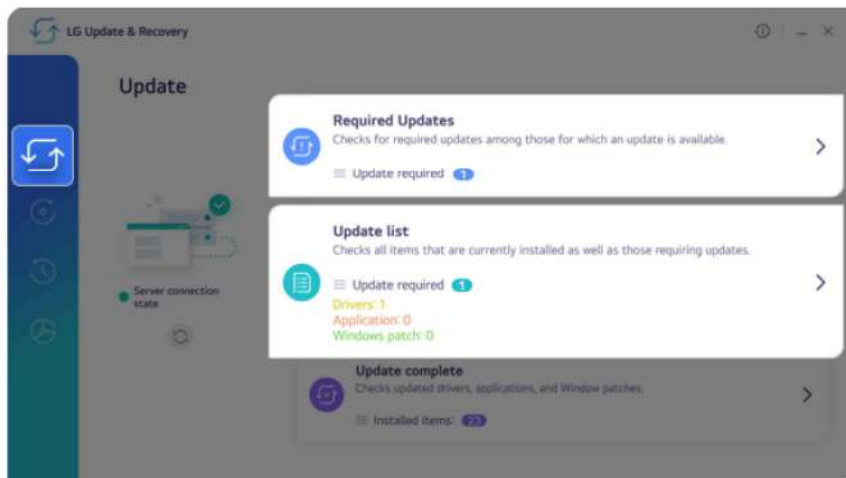 LG Update & Recovery
Update
Required Updates
Checks for required updates among those for which an update is available.
Update required 1
Update list
Checks all items that are currently installed as well as those requiring updates.
Update required 1
Drivers: 1
Application: 0
Windows patch: 0
Server connection
state
Update complete
Checks updated drivers, applications, and Window patches.
Installed items: 23